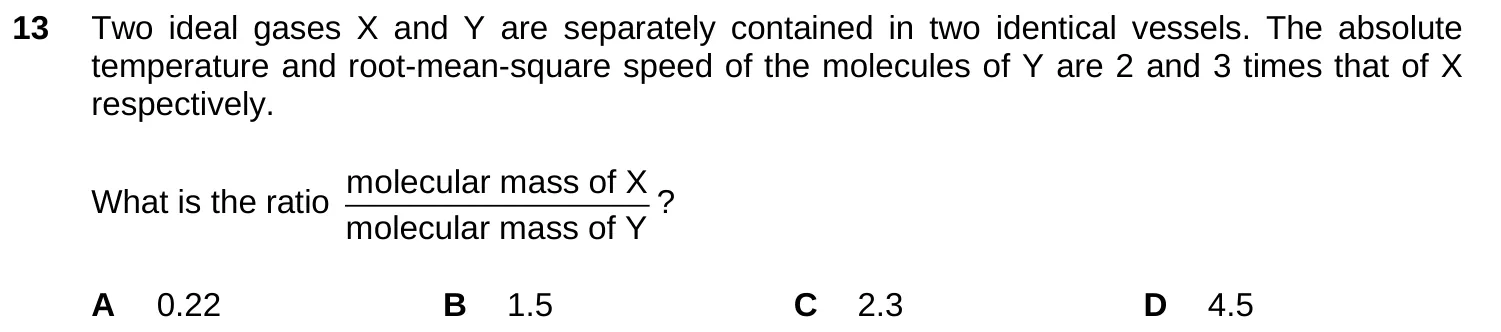 13 Two ideal gases X and Y are separately contained in two identical vessels. The absolute
temperature and root-mean-square speed of the molecules of Y are 2 and 3 times that of X
respectively.
What is the ratio molecular mass of X / molecular mass of Y ?
A 0.22 B 1.5 C 2.3 D 4.5